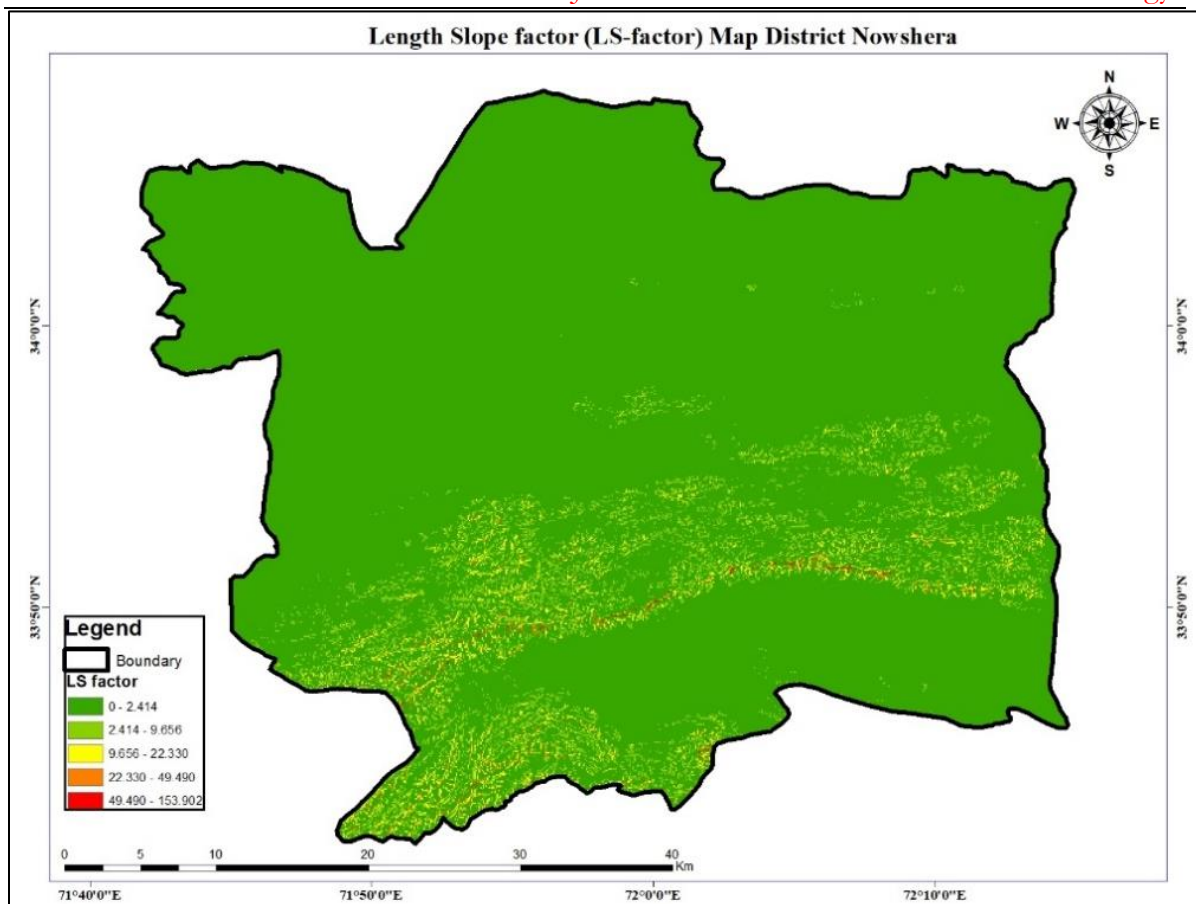 Length Slope factor (LS-factor) Map District Nowshera
N
W E
S
34°0'0"N 34°0'0"N
33°50'0"N 33°50'0"N
Legend
Boundary
LS factor
0 - 2.414
2.414 - 9.656
9.656 - 22.330
22.330 - 49.490
49.490 - 153.902
0 5 10 20 30 40
Km
71°40'0"E 71°50'0"E 72°0'0"E 72°10'0"E